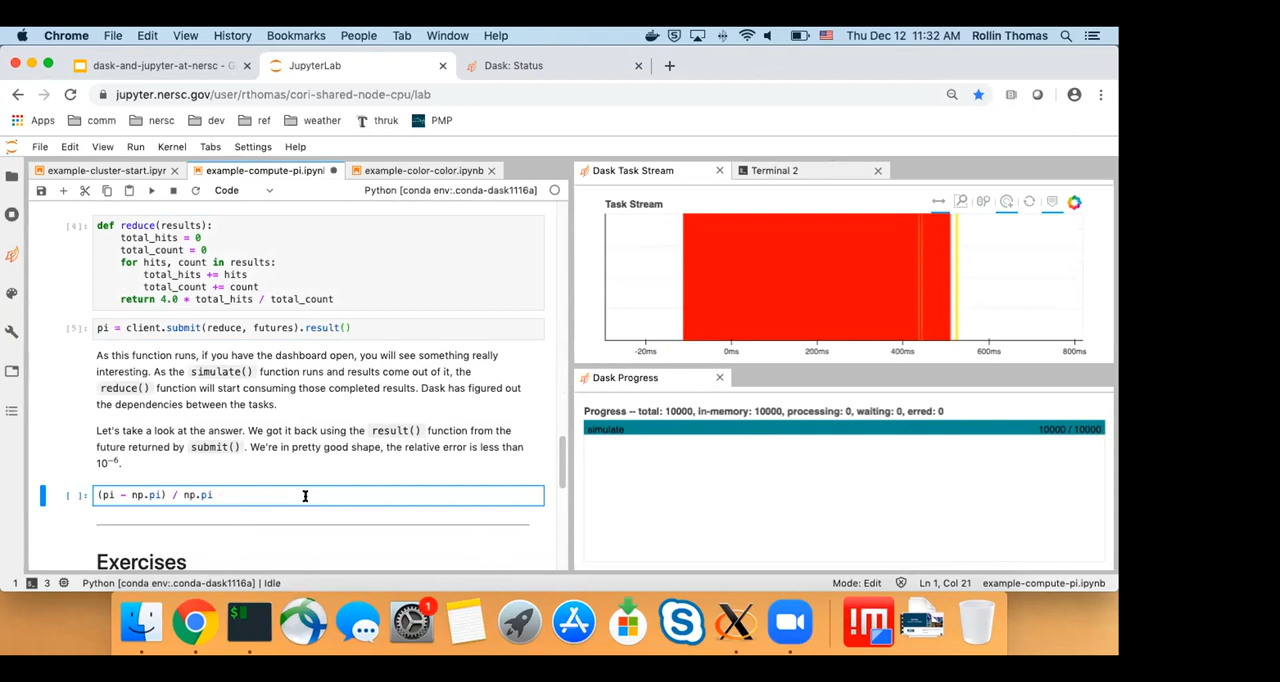 Chrome File Edit View History Bookmarks People Tab Window Help Thu Dec 12 11:32 AM Rollin Thomas
dask-and-jupyter-at-nersc - G JupyterLab Dask: Status
jupyter.nersc.gov/user/rthomas/cori-shared-node-cpu/lab
Apps comm nersc dev ref weather thruk PMP
File Edit View Run Kernel Tabs Settings Help
example-cluster-start.ipyr example-compute-pi.ipynl example-color-color.ipynb
Code Python [conda env:.conda-dask1116a]
[4]: def reduce(results):
total_hits = 0
total_count = 0
for hits, count in results:
total_hits += hits
total_count += count
return 4.0 * total_hits / total_count
[5]: pi = client.submit(reduce, futures).result()
As this function runs, if you have the dashboard open, you will see something really
interesting. As the simulate() function runs and results come out of it, the
reduce() function will start consuming those completed results. Dask has figured out
the dependencies between the tasks.
Let's take a look at the answer. We got it back using the result() function from the
future returned by submit(). We're in pretty good shape, the relative error is less than
10⁻⁶.
[ ]: (pi - np.pi) / np.pi
Exercises
Dask Task Stream Terminal 2
Task Stream
-20ms 0ms 200ms 400ms 600ms 800ms
Dask Progress
Progress -- total: 10000, in-memory: 10000, processing: 0, waiting: 0, erred: 0
simulate 10000 / 10000
1 3 Python [conda env:.conda-dask1116a] | Idle Mode: Edit Ln 1, Col 21 example-compute-pi.ipynb
1